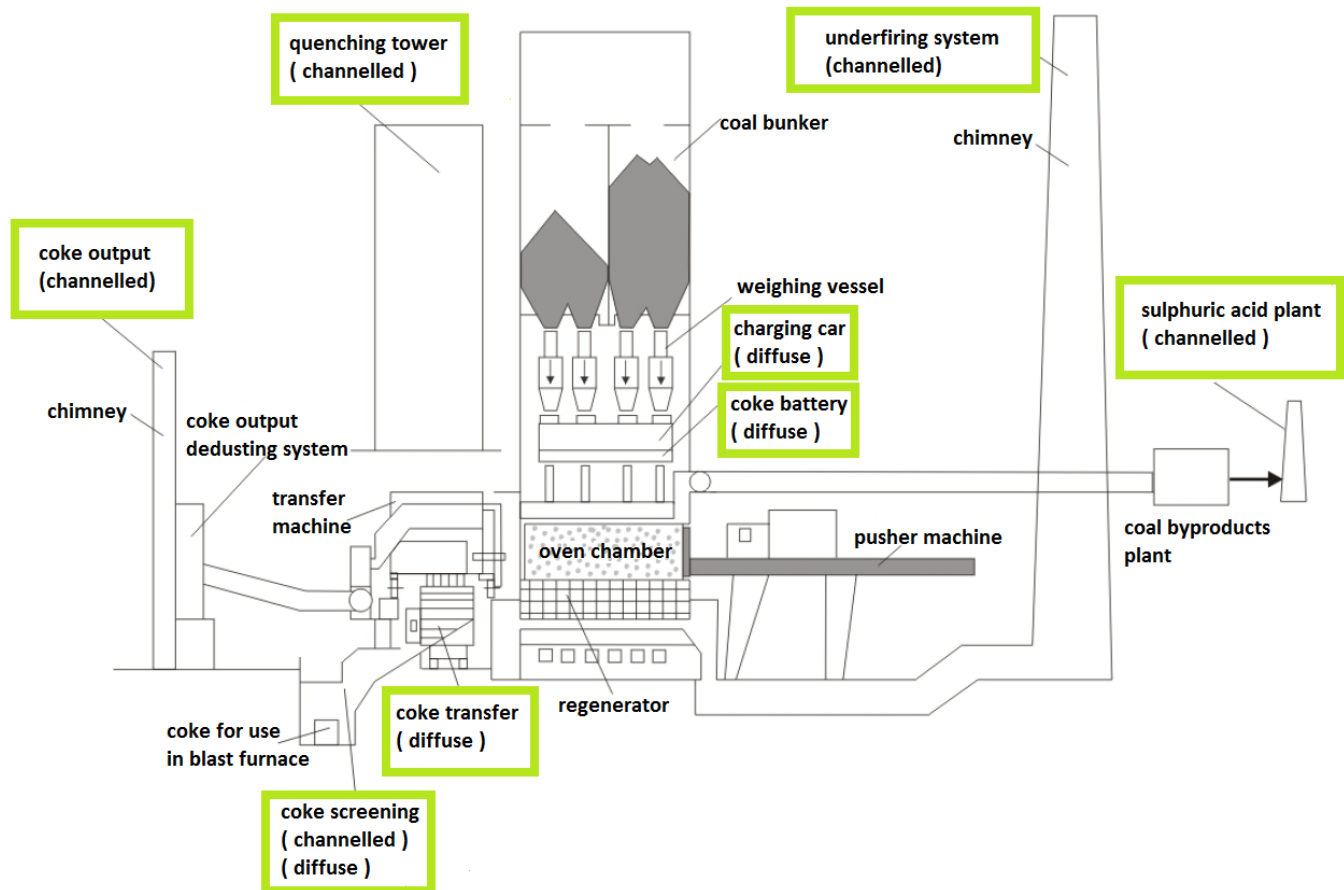 quenching tower
( channelled )
underfiring system
(channelled)
coal bunker
chimney
coke output
(channelled)
weighing vessel
sulphuric acid plant
( channelled )
charging car
( diffuse )
coke battery
( diffuse )
chimney
coke output
dedusting system
transfer
machine
oven chamber
pusher machine
coal byproducts
plant
regenerator
coke transfer
( diffuse )
coke for use
in blast furnace
coke screening
( channelled )
( diffuse )